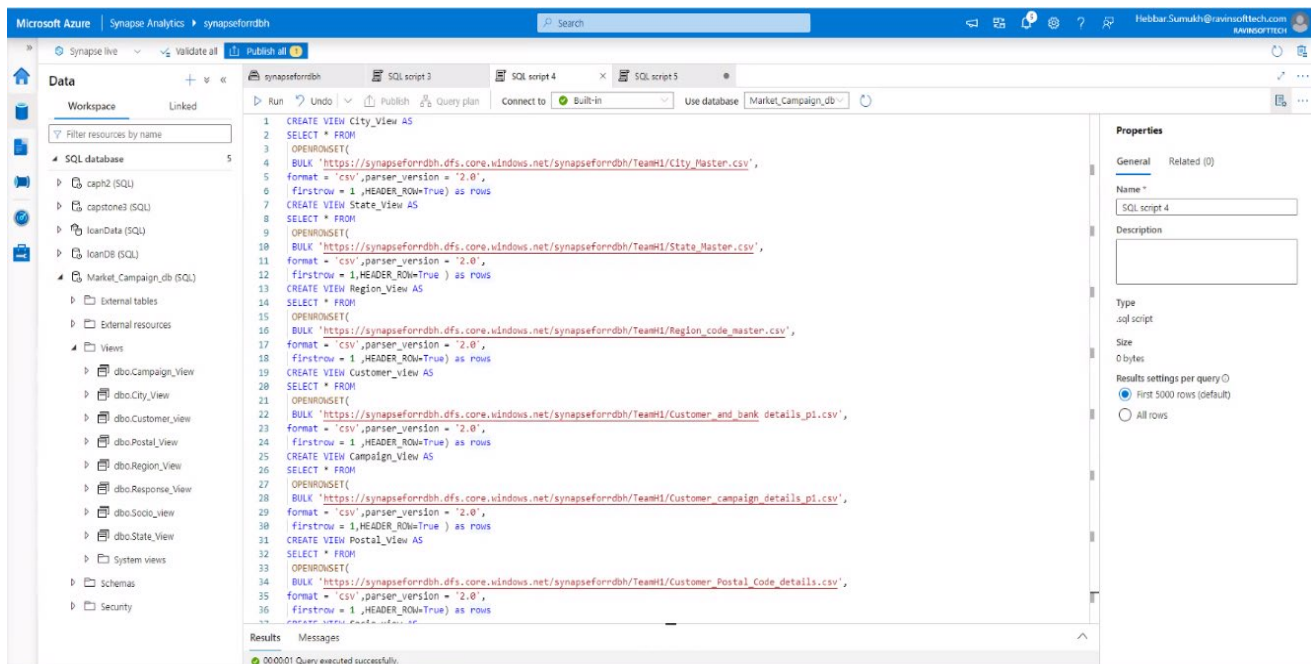 Microsoft Azure | Synapse Analytics ▸ synapseforrdbh
Search
Hebbar.Sumukh@ravinsofttech.com
RAVINSOFTTECH
Synapse live
Validate all
Publish all 1
Data
Workspace Linked
Filter resources by name
SQL database 5
caph2 (SQL)
capstone3 (SQL)
loanData (SQL)
loanDB (SQL)
Market_Campaign_db (SQL)
External tables
External resources
Views
dbo.Campaign_View
dbo.City_View
dbo.Customer_view
dbo.Postal_View
dbo.Region_View
dbo.Response_View
dbo.Socio_view
dbo.State_View
System views
Schemas
Security
synapseforrdbh SQL script 3 SQL script 4 × SQL script 5
Run Undo Publish Query plan Connect to Built-in Use database Market_Campaign_db
1 CREATE VIEW City_View AS
2 SELECT * FROM
3 OPENROWSET(
4 BULK 'https://synapseforrdbh.dfs.core.windows.net/synapseforrdbh/TeamH1/City_Master.csv',
5 format = 'csv',parser_version = '2.0',
6 firstrow = 1 ,HEADER_ROW=True) as rows
7 CREATE VIEW State_View AS
8 SELECT * FROM
9 OPENROWSET(
10 BULK 'https://synapseforrdbh.dfs.core.windows.net/synapseforrdbh/TeamH1/State_Master.csv',
11 format = 'csv',parser_version = '2.0',
12 firstrow = 1,HEADER_ROW=True ) as rows
13 CREATE VIEW Region_View AS
14 SELECT * FROM
15 OPENROWSET(
16 BULK 'https://synapseforrdbh.dfs.core.windows.net/synapseforrdbh/TeamH1/Region_code_master.csv',
17 format = 'csv',parser_version = '2.0',
18 firstrow = 1 ,HEADER_ROW=True) as rows
19 CREATE VIEW Customer_view AS
20 SELECT * FROM
21 OPENROWSET(
22 BULK 'https://synapseforrdbh.dfs.core.windows.net/synapseforrdbh/TeamH1/Customer_and_bank details_p1.csv',
23 format = 'csv',parser_version = '2.0',
24 firstrow = 1 ,HEADER_ROW=True) as rows
25 CREATE VIEW Campaign_View AS
26 SELECT * FROM
27 OPENROWSET(
28 BULK 'https://synapseforrdbh.dfs.core.windows.net/synapseforrdbh/TeamH1/Customer_campaign_details_p1.csv',
29 format = 'csv',parser_version = '2.0',
30 firstrow = 1,HEADER_ROW=True ) as rows
31 CREATE VIEW Postal_View AS
32 SELECT * FROM
33 OPENROWSET(
34 BULK 'https://synapseforrdbh.dfs.core.windows.net/synapseforrdbh/TeamH1/Customer_Postal_Code_details.csv',
35 format = 'csv',parser_version = '2.0',
36 firstrow = 1 ,HEADER_ROW=True) as rows
Results Messages
00:00:01 Query executed successfully.
Properties
General Related (0)
Name *
SQL script 4
Description
Type
.sql script
Size
0 bytes
Results settings per query
First 5000 rows (default)
All rows